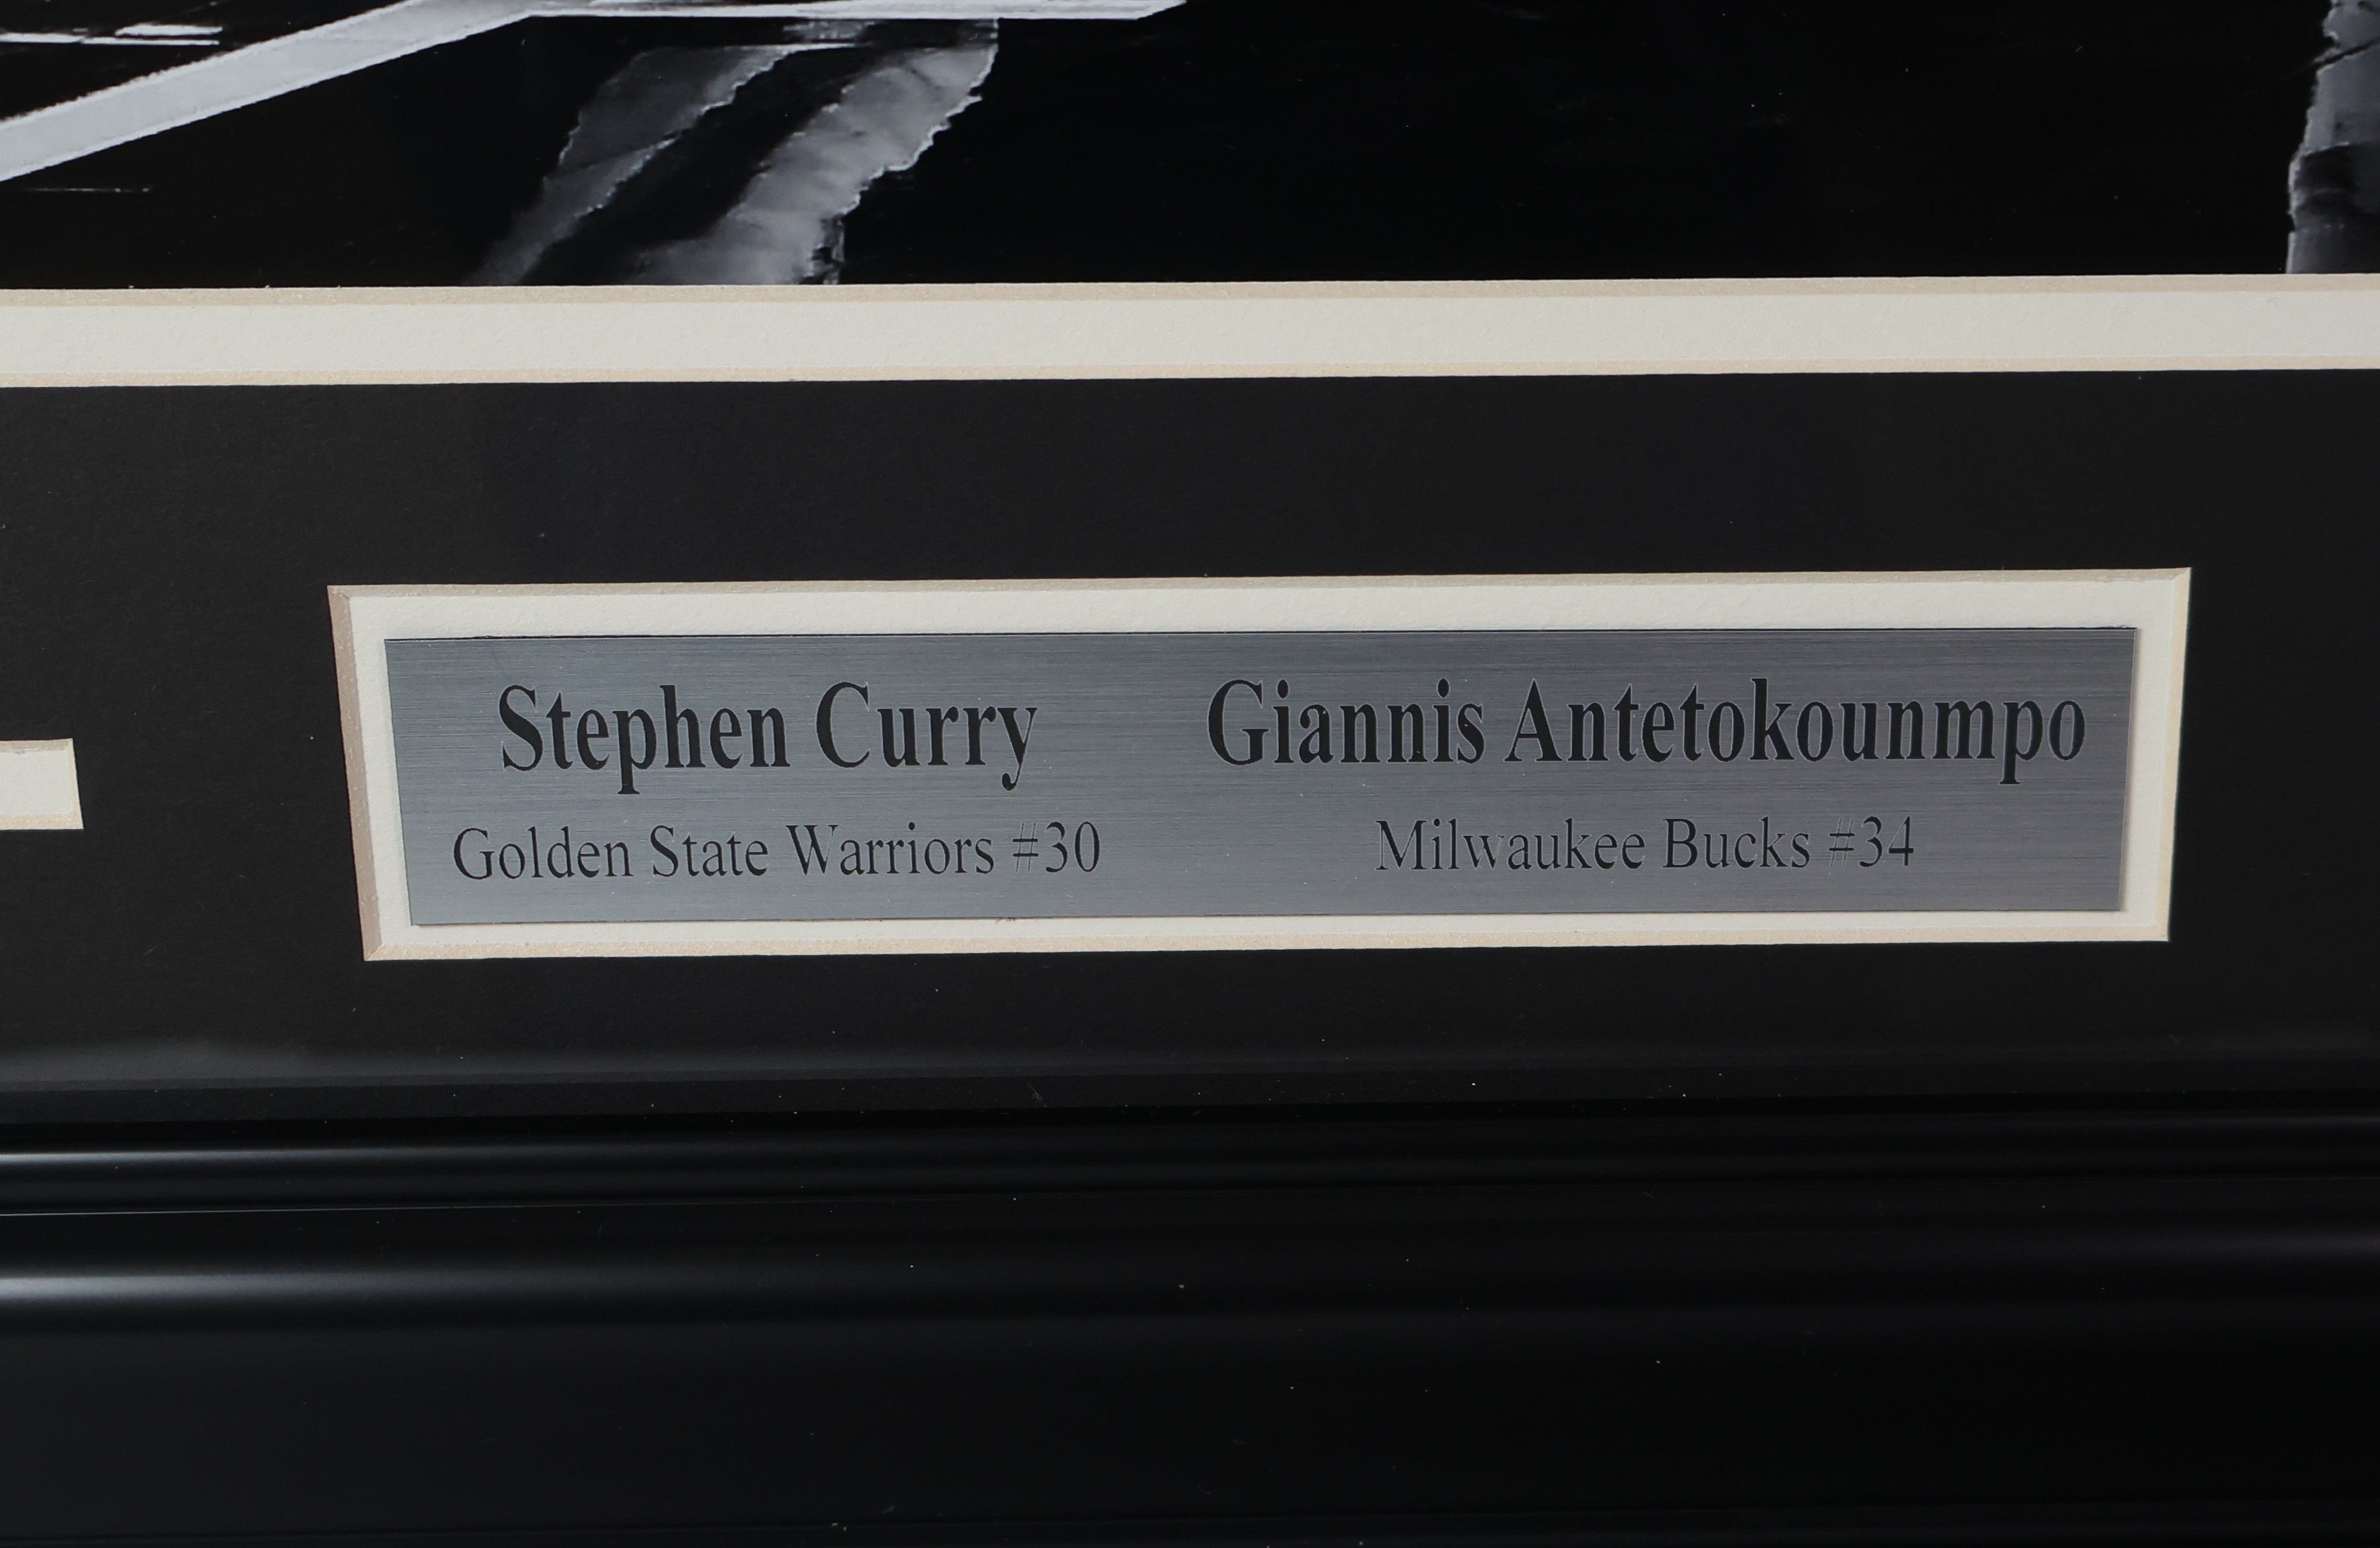 Stephen Curry Giannis Antetokounmpo
Golden State Warriors #30 Milwaukee Bucks #34